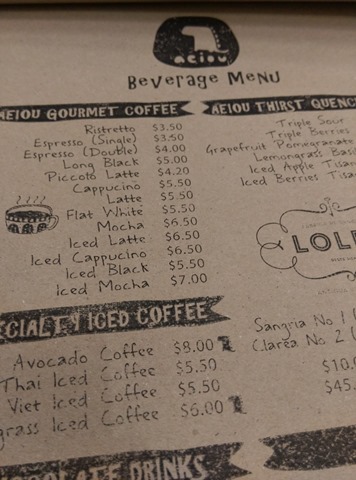 aeiou
Beverage Menu
AEIOU GOURMET COFFEE
Ristretto $3.50
Espresso (Single) $3.50
Espresso (Double) $4.00
Long Black $5.00
Piccolo Latte $4.20
Cappucino $5.50
Latte $5.50
Flat White $5.50
Mocha $6.50
Iced Latte $6.50
Iced Cappucino $6.50
Iced Black $5.50
Iced Mocha $7.00
ECIALTY ICED COFFEE
Avocado Coffee $8.00
Thai Iced Coffee $5.50
Viet Iced Coffee $5.50
grass Iced Coffee $6.00
DRINKS
AEIOU THIRST QUENC
Triple Sour
Triple Berries
Grapefruit Pomegranate
Lemongrass Basi
Iced Apple Tisan
Iced Berries Tisan
LOLI
Sangria No 1 (
Clarea No 2 (
$10.
$45.